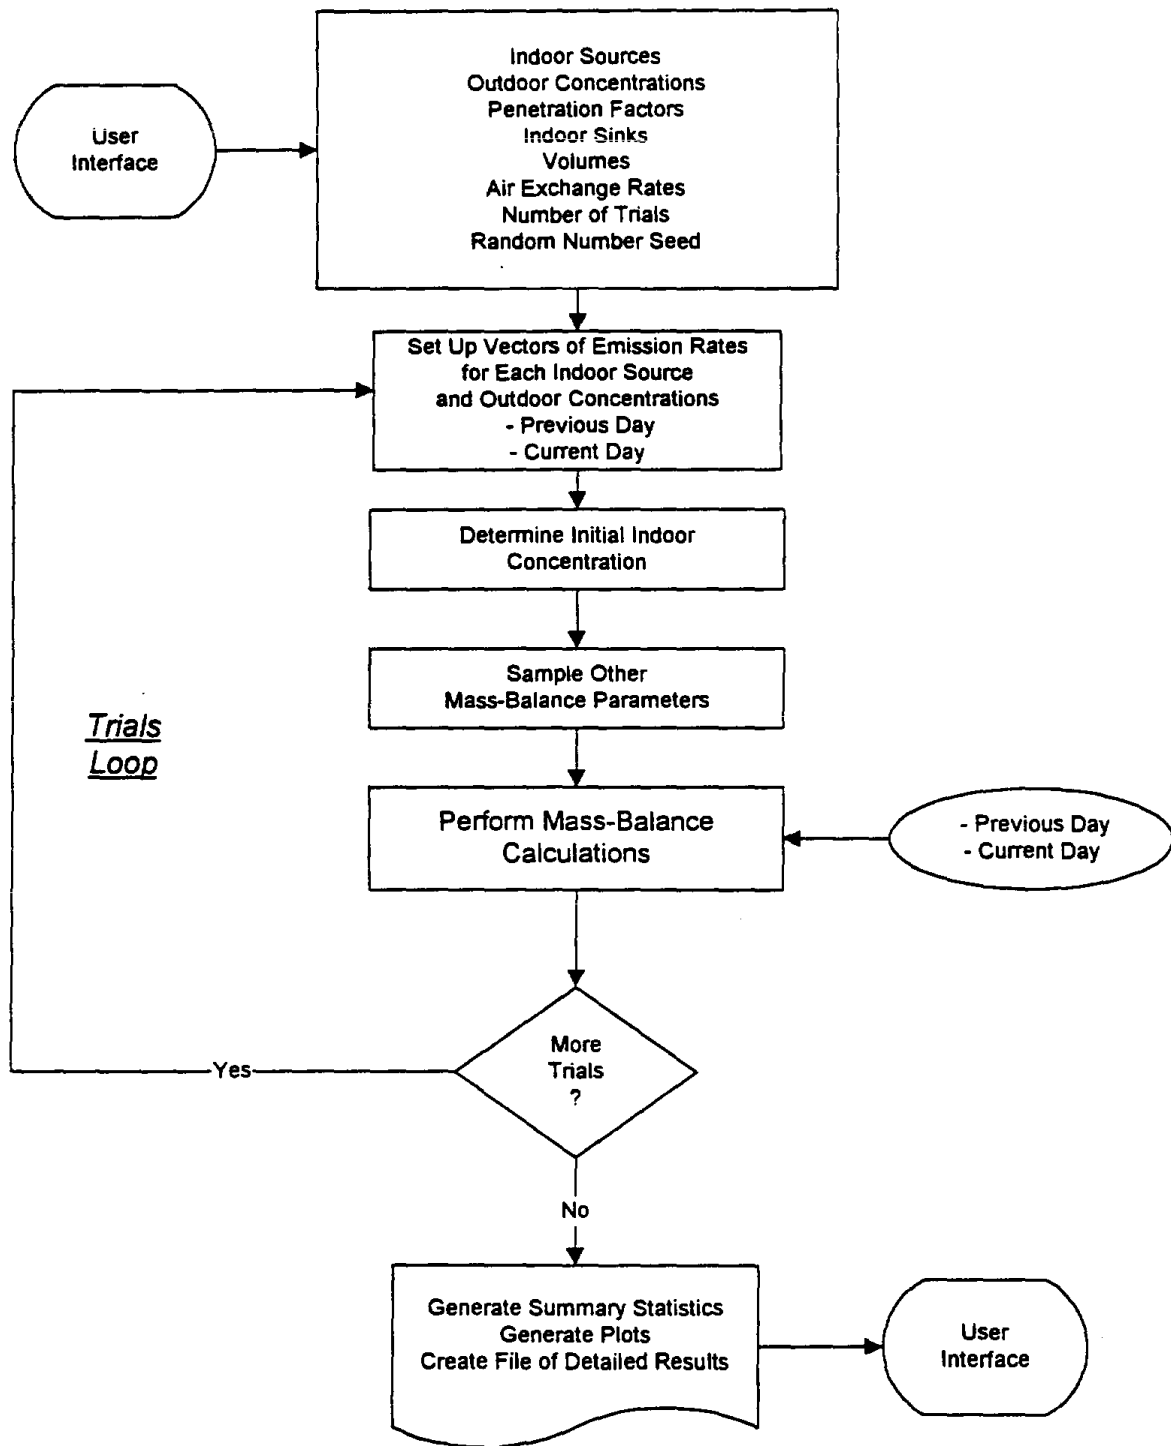 User
Interface
Indoor Sources
Outdoor Concentrations
Penetration Factors
Indoor Sinks
Volumes
Air Exchange Rates
Number of Trials
Random Number Seed
Set Up Vectors of Emission Rates
for Each Indoor Source
and Outdoor Concentrations
- Previous Day
- Current Day
Determine Initial Indoor
Concentration
Sample Other
Mass-Balance Parameters
Trials
Loop
Perform Mass-Balance
Calculations
- Previous Day
- Current Day
More
Trials
?
Yes
No
Generate Summary Statistics
Generate Plots
Create File of Detailed Results
User
Interface